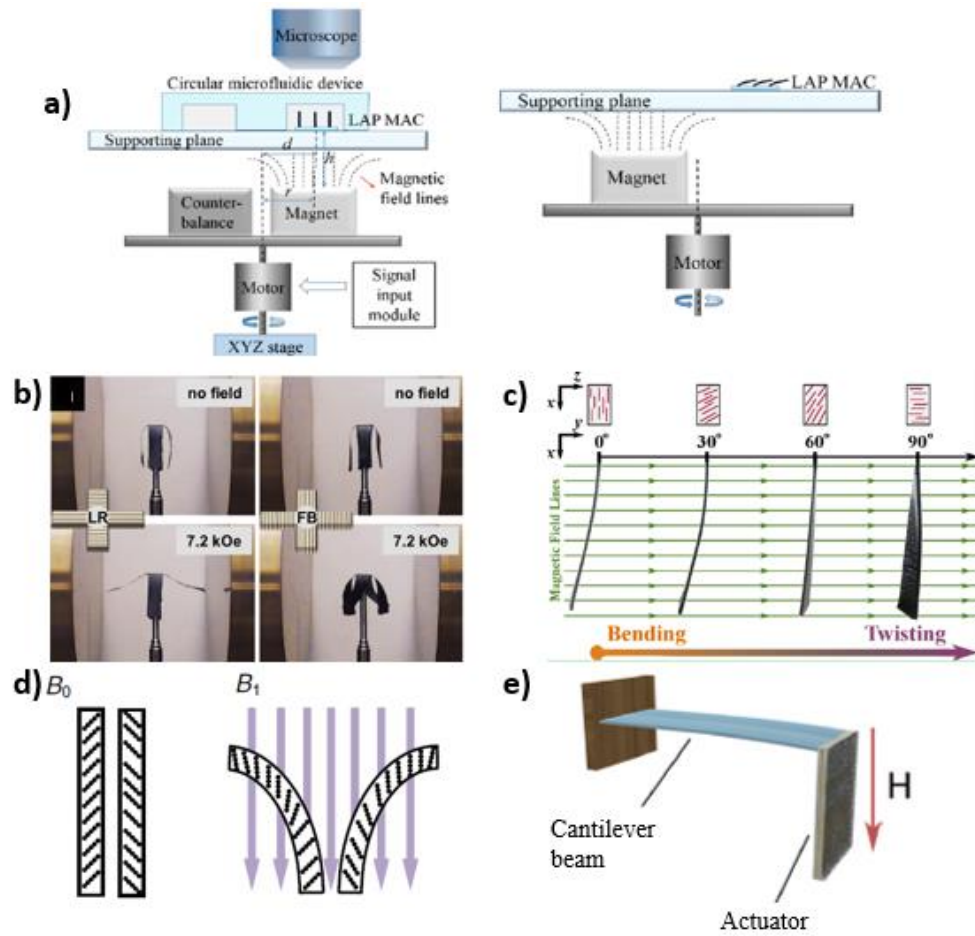 a)
Microscope
Circular microfluidic device
LAP MAC
Supporting plane
d
h
r
Magnetic
field lines
Counter-
balance
Magnet
Motor
Signal
input
module
XYZ stage
LAP MAC
Supporting plane
Magnet
Motor
b)
no field
no field
LR
FB
7.2 kOe
7.2 kOe
c)
z
x
y
x
0°
30°
60°
90°
Magnetic Field Lines
Bending
Twisting
d)
B0
B1
e)
H
Cantilever
beam
Actuator